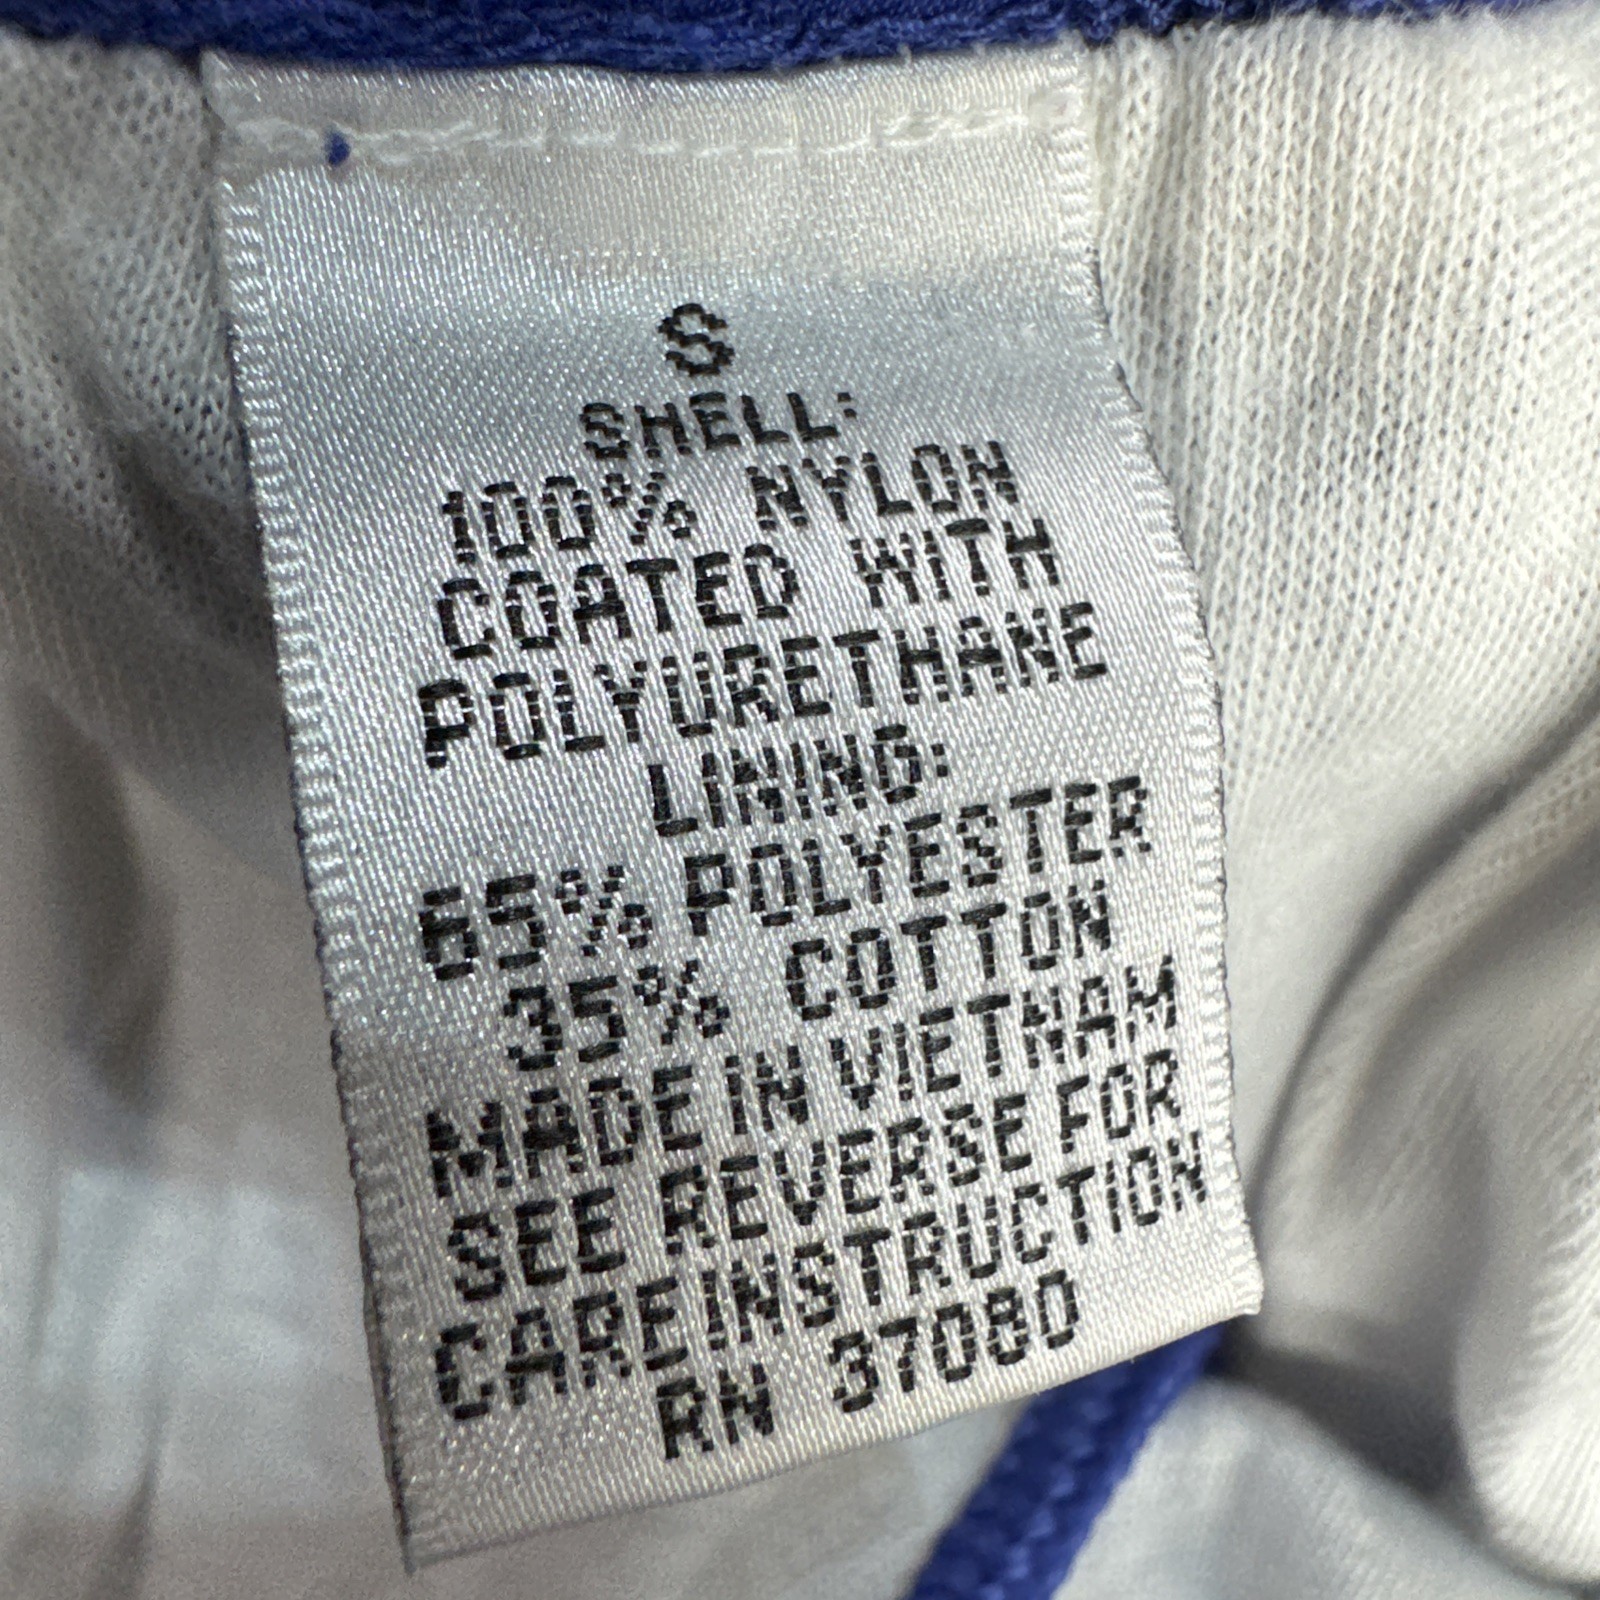 S
SHELL:
100% NYLON
COATED WITH
POLYURETHANE
LINING:
65% POLYESTER
35% COTTON
MADE IN VIETNAM
SEE REVERSE FOR
CARE INSTRUCTION
RN 37080